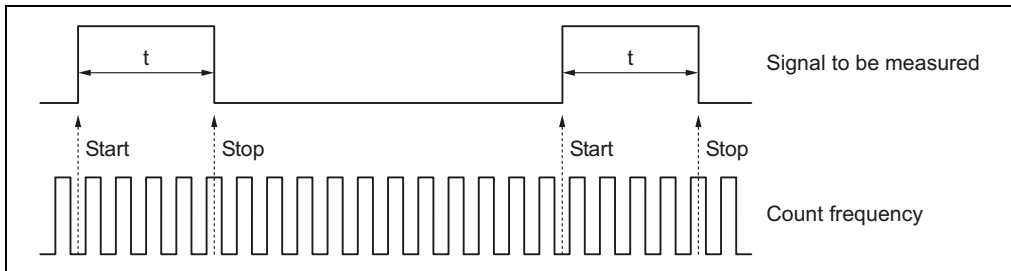 t
t
Signal to be measured
Start
Stop
Start
Stop
Count frequency